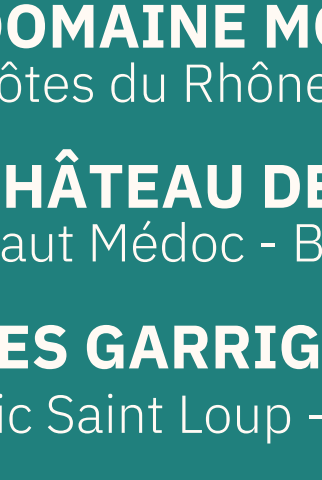 DOMAINE MO
ôtes du Rhône
HÂTEAU DE
aut Médoc - B
ES GARRIG
ic Saint Loup -